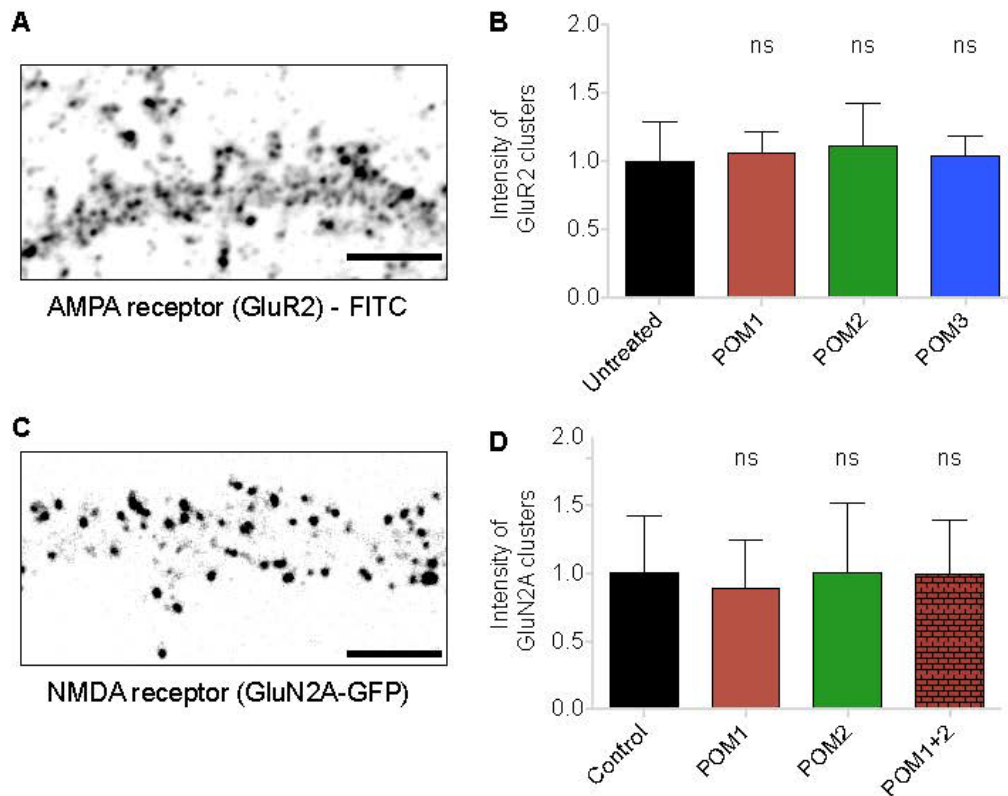 A
AMPA receptor (GluR2) - FITC
B
2.0
1.5
1.0
0.5
0.0
Intensity of
GluR2 clusters
ns
ns
ns
Untreated
POM1
POM2
POM3
C
NMDA receptor (GluN2A-GFP)
D
2.0
1.5
1.0
0.5
0.0
Intensity of
GluN2A clusters
ns
ns
ns
Control
POM1
POM2
POM1+2